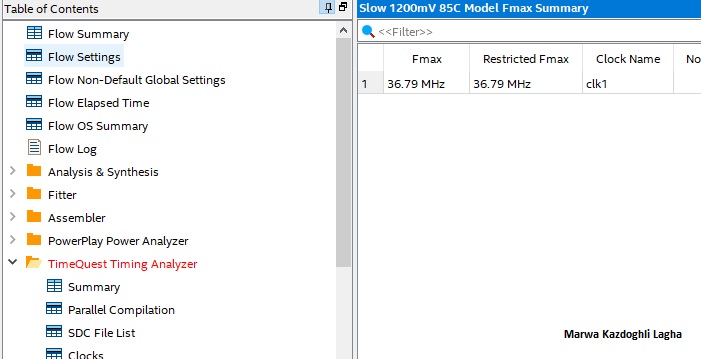 Table of Contents
Flow Summary
Flow Settings
Flow Non-Default Global Settings
Flow Elapsed Time
Flow OS Summary
Flow Log
Analysis & Synthesis
Fitter
Assembler
PowerPlay Power Analyzer
TimeQuest Timing Analyzer
Summary
Parallel Compilation
SDC File List
Clocks
Slow 1200mV 85C Model Fmax Summary
<<Filter>>
Fmax Restricted Fmax Clock Name No
1 36.79 MHz 36.79 MHz clk1
Marwa Kazdoghli Lagha